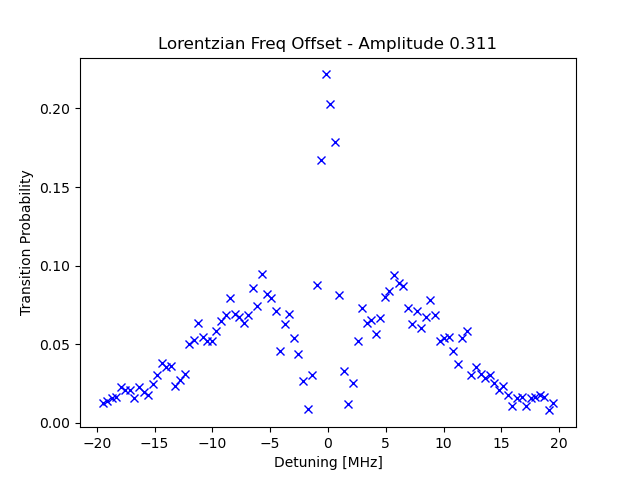 Lorentzian Freq Offset - Amplitude 0.311
Transition Probability
0.20
0.15
0.10
0.05
0.00
−20 −15 −10 −5 0 5 10 15 20
Detuning [MHz]